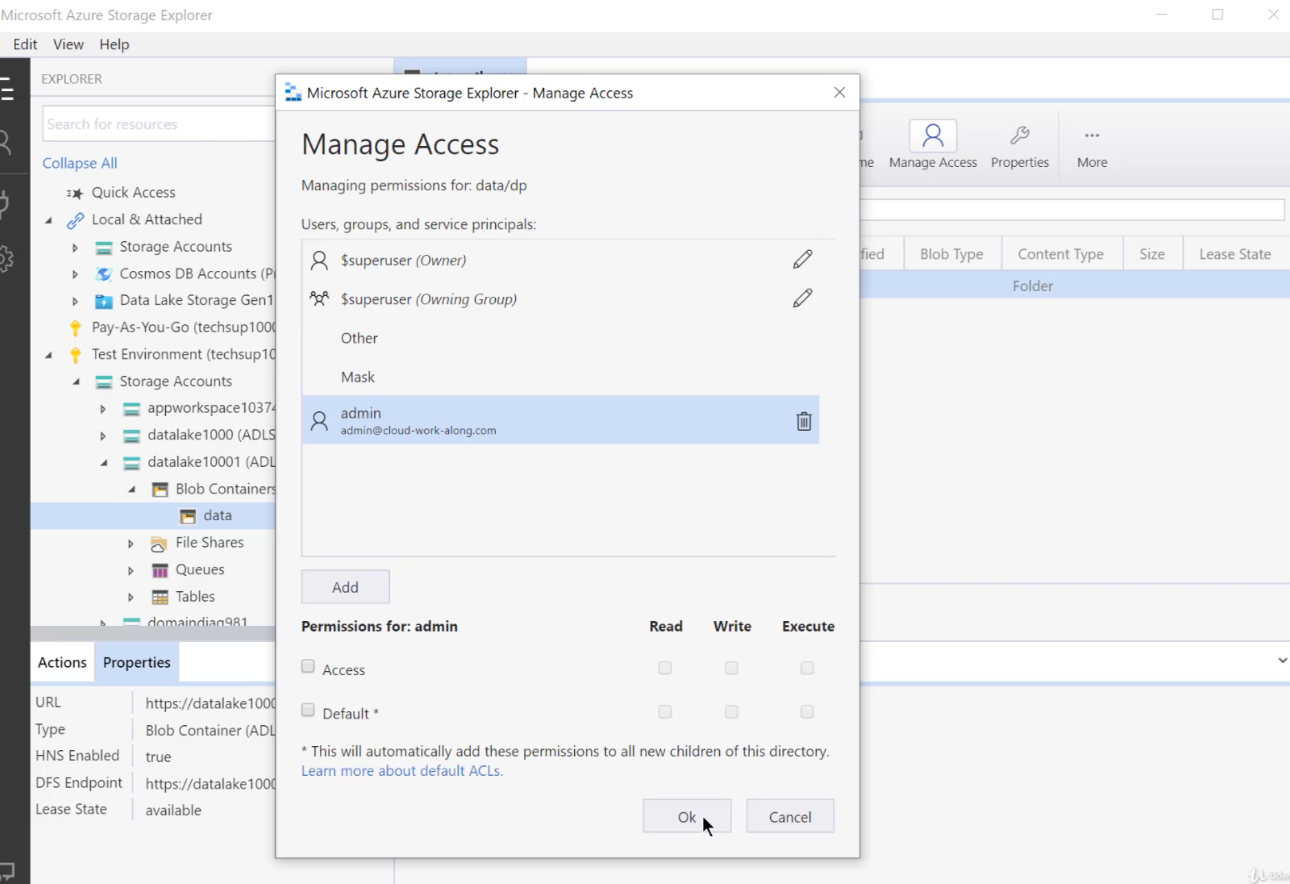 Microsoft Azure Storage Explorer
Edit View Help
EXPLORER
Search for resources
Collapse All
Quick Access
Local & Attached
Storage Accounts
Cosmos DB Accounts (Pr
Data Lake Storage Gen1
Pay-As-You-Go (techsup1000
Test Environment (techsup10
Storage Accounts
appworkspace10374
datalake1000 (ADLS
datalake10001 (ADL
Blob Containers
data
File Shares
Queues
Tables
domaindiag981
Actions Properties
URL https://datalake1000
Type Blob Container (ADL
HNS Enabled true
DFS Endpoint https://datalake1000
Lease State available
Microsoft Azure Storage Explorer - Manage Access
Manage Access
Managing permissions for: data/dp
Users, groups, and service principals:
$superuser (Owner)
$superuser (Owning Group)
Other
Mask
admin
admin@cloud-work-along.com
Add
Permissions for: admin Read Write Execute
Access
Default *
* This will automatically add these permissions to all new children of this directory.
Learn more about default ACLs.
Ok Cancel
me Manage Access Properties More
fied Blob Type Content Type Size Lease State
Folder